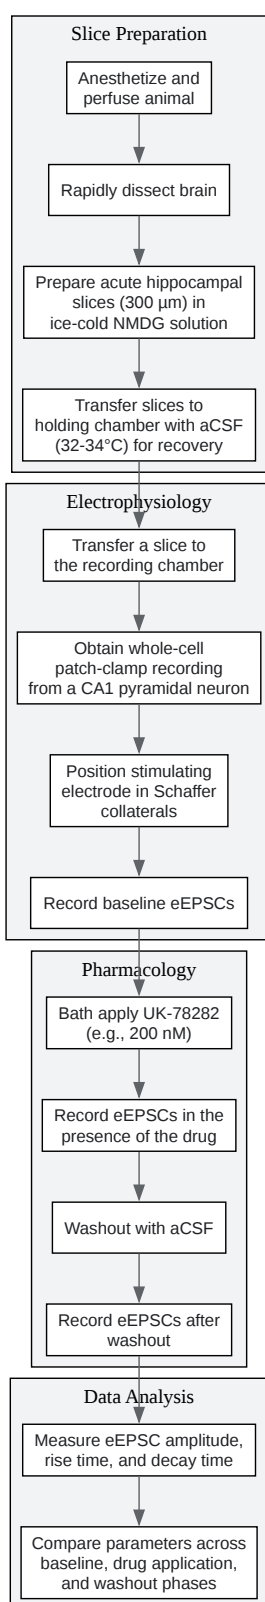 Slice Preparation
Anesthetize and
perfuse animal
Rapidly dissect brain
Prepare acute hippocampal
slices (300 µm) in
ice-cold NMDG solution
Transfer slices to
holding chamber with aCSF
(32-34°C) for recovery
Electrophysiology
Transfer a slice to
the recording chamber
Obtain whole-cell
patch-clamp recording
from a CA1 pyramidal neuron
Position stimulating
electrode in Schaffer
collaterals
Record baseline eEPSCs
Pharmacology
Bath apply UK-78282
(e.g., 200 nM)
Record eEPSCs in the
presence of the drug
Washout with aCSF
Record eEPSCs after
washout
Data Analysis
Measure eEPSC amplitude,
rise time, and decay time
Compare parameters across
baseline, drug application,
and washout phases